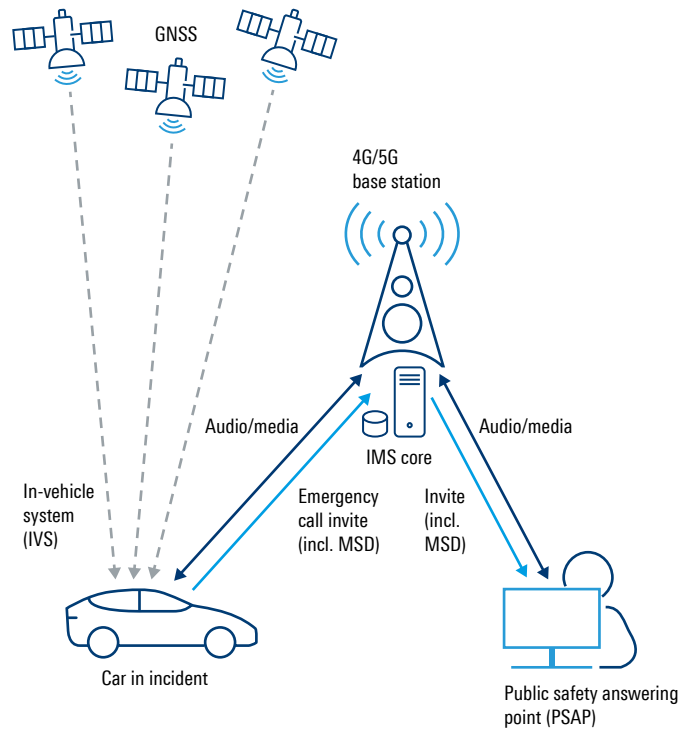 GNSS
4G/5G
base station
Audio/media
Audio/media
IMS core
In-vehicle
system
(IVS)
Emergency
call invite
(incl. MSD)
Invite
(incl.
MSD)
Car in incident
Public safety answering
point (PSAP)